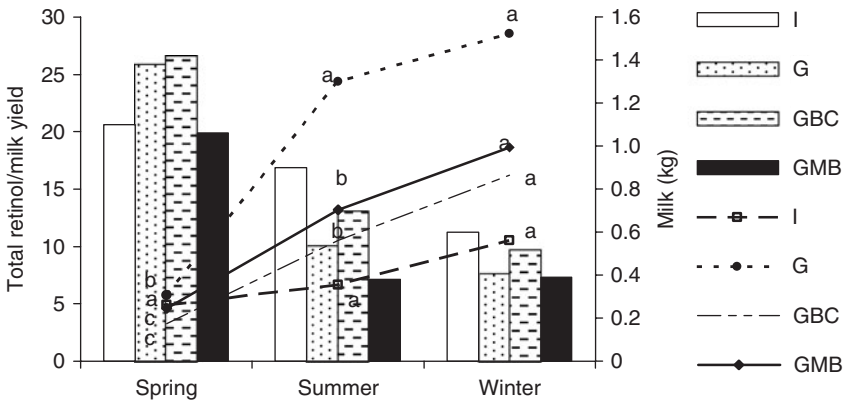 Total retinol/milk yield
30
25
20
15
10
5
0
a
a
a
b
a
b
a
a
b
a
c
c
Spring
Summer
Winter
1.6
1.4
1.2
1.0
0.8
0.6
0.4
0.2
0
Milk (kg)
I
G
GBC
GMB
I
G
GBC
GMB